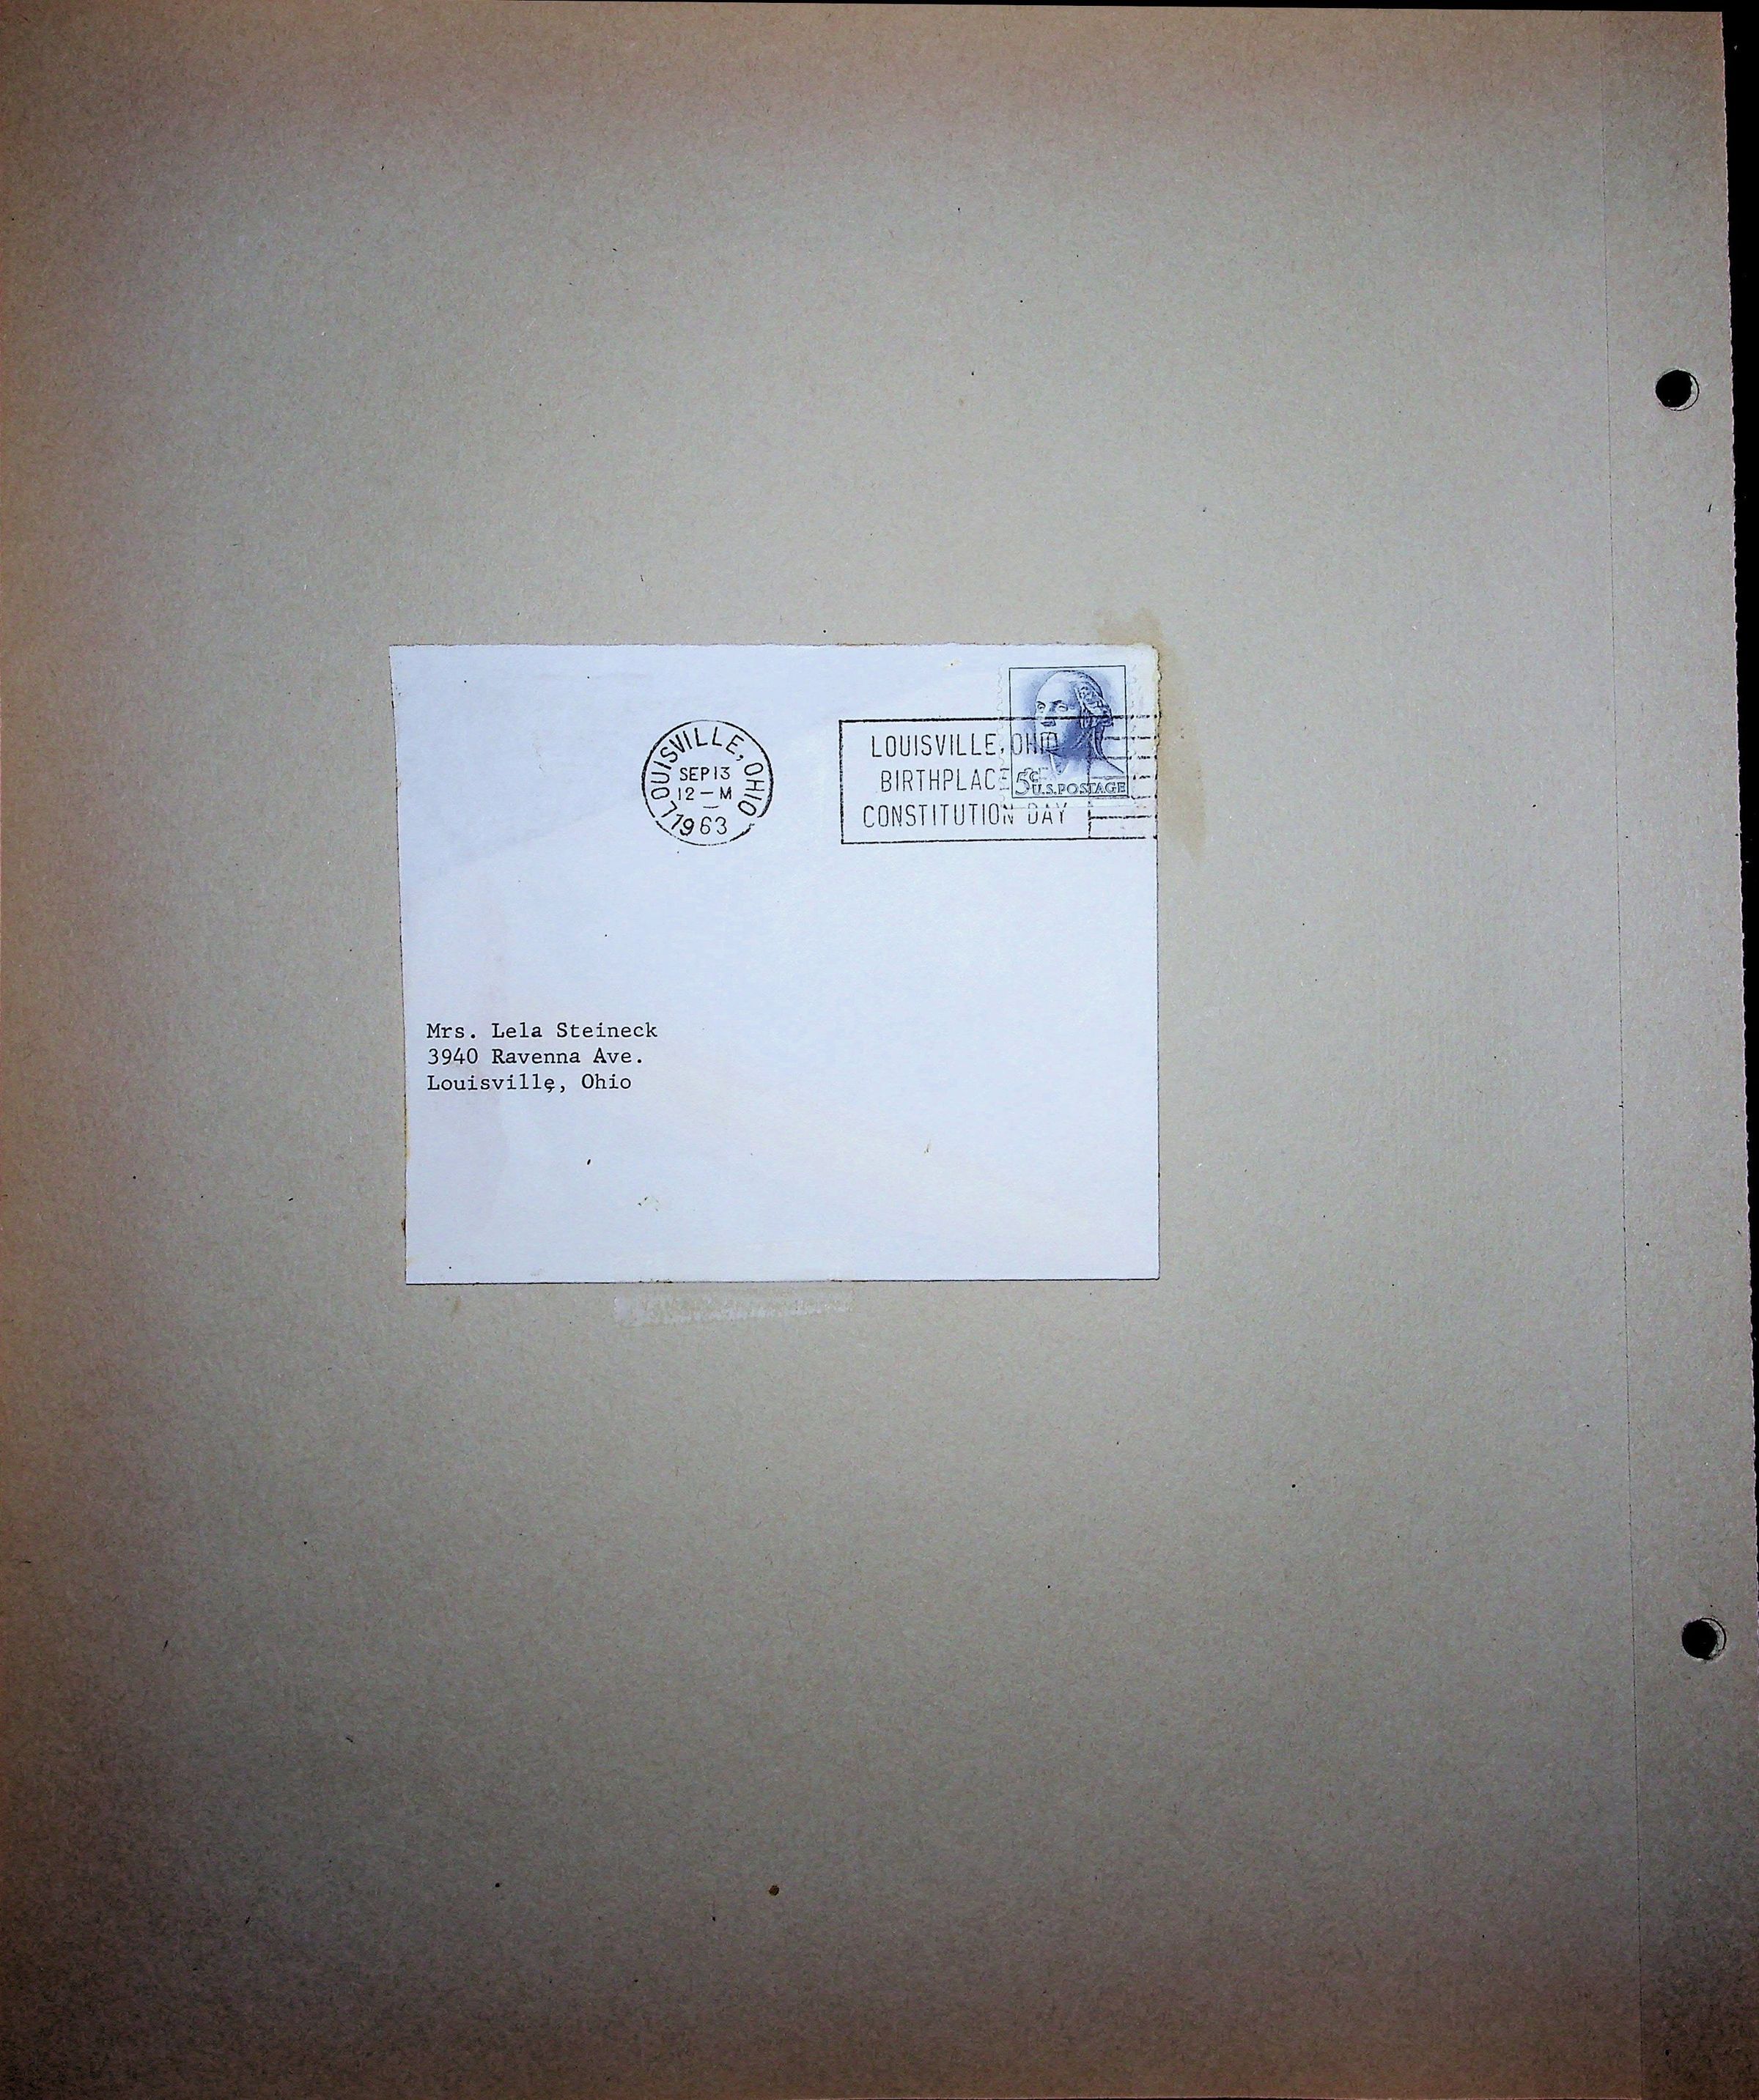 LOUISVILLE, OHIO
SEP 13
12 — M
1963
LOUISVILLE, OHIO
BIRTHPLACE OF
CONSTITUTION DAY
5¢
U.S. POSTAGE
Mrs. Lela Steineck
3940 Ravenna Ave.
Louisville, Ohio